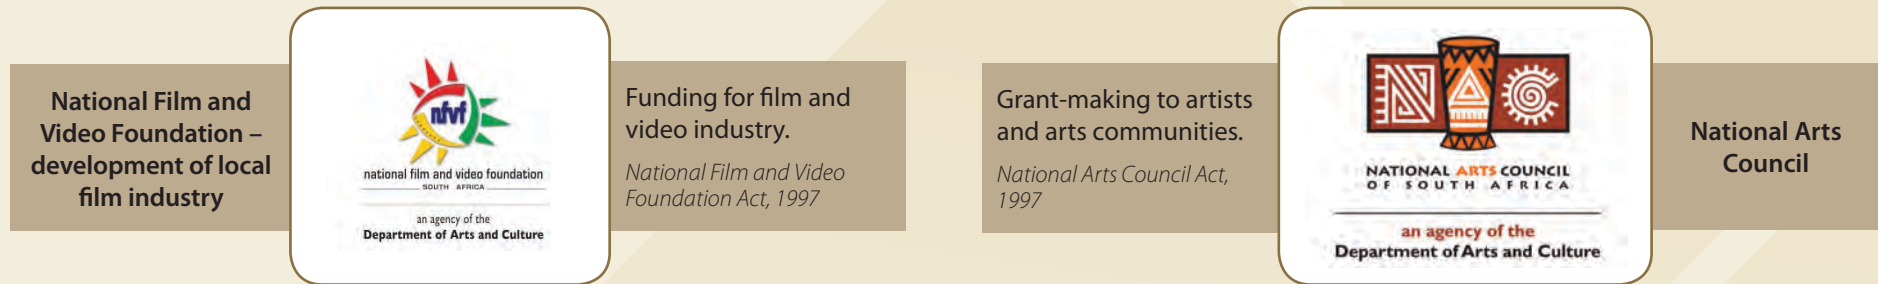 National Film and
Video Foundation –
development of local
film industry
nfvf
national film and video foundation
SOUTH AFRICA
an agency of the
Department of Arts and Culture
Funding for film and
video industry.
National Film and Video
Foundation Act, 1997
Grant-making to artists
and arts communities.
National Arts Council Act,
1997
NAC
NATIONAL ARTS COUNCIL
OF SOUTH AFRICA
an agency of the
Department of Arts and Culture
National Arts
Council